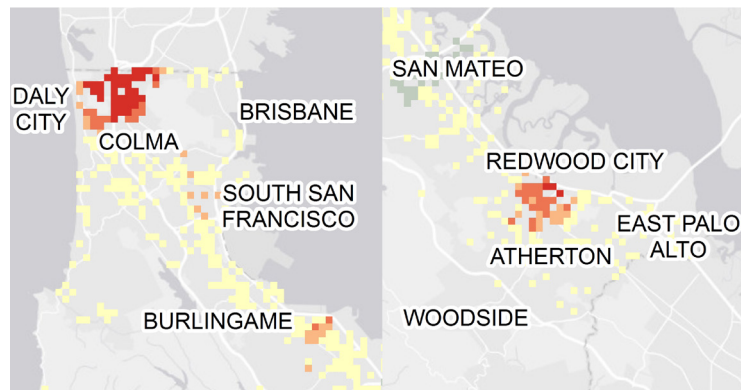 DALY
CITY
COLMA
BRISBANE
SOUTH SAN
FRANCISCO
BURLINGAME
SAN MATEO
REDWOOD CITY
EAST PALO
ALTO
ATHERTON
WOODSIDE